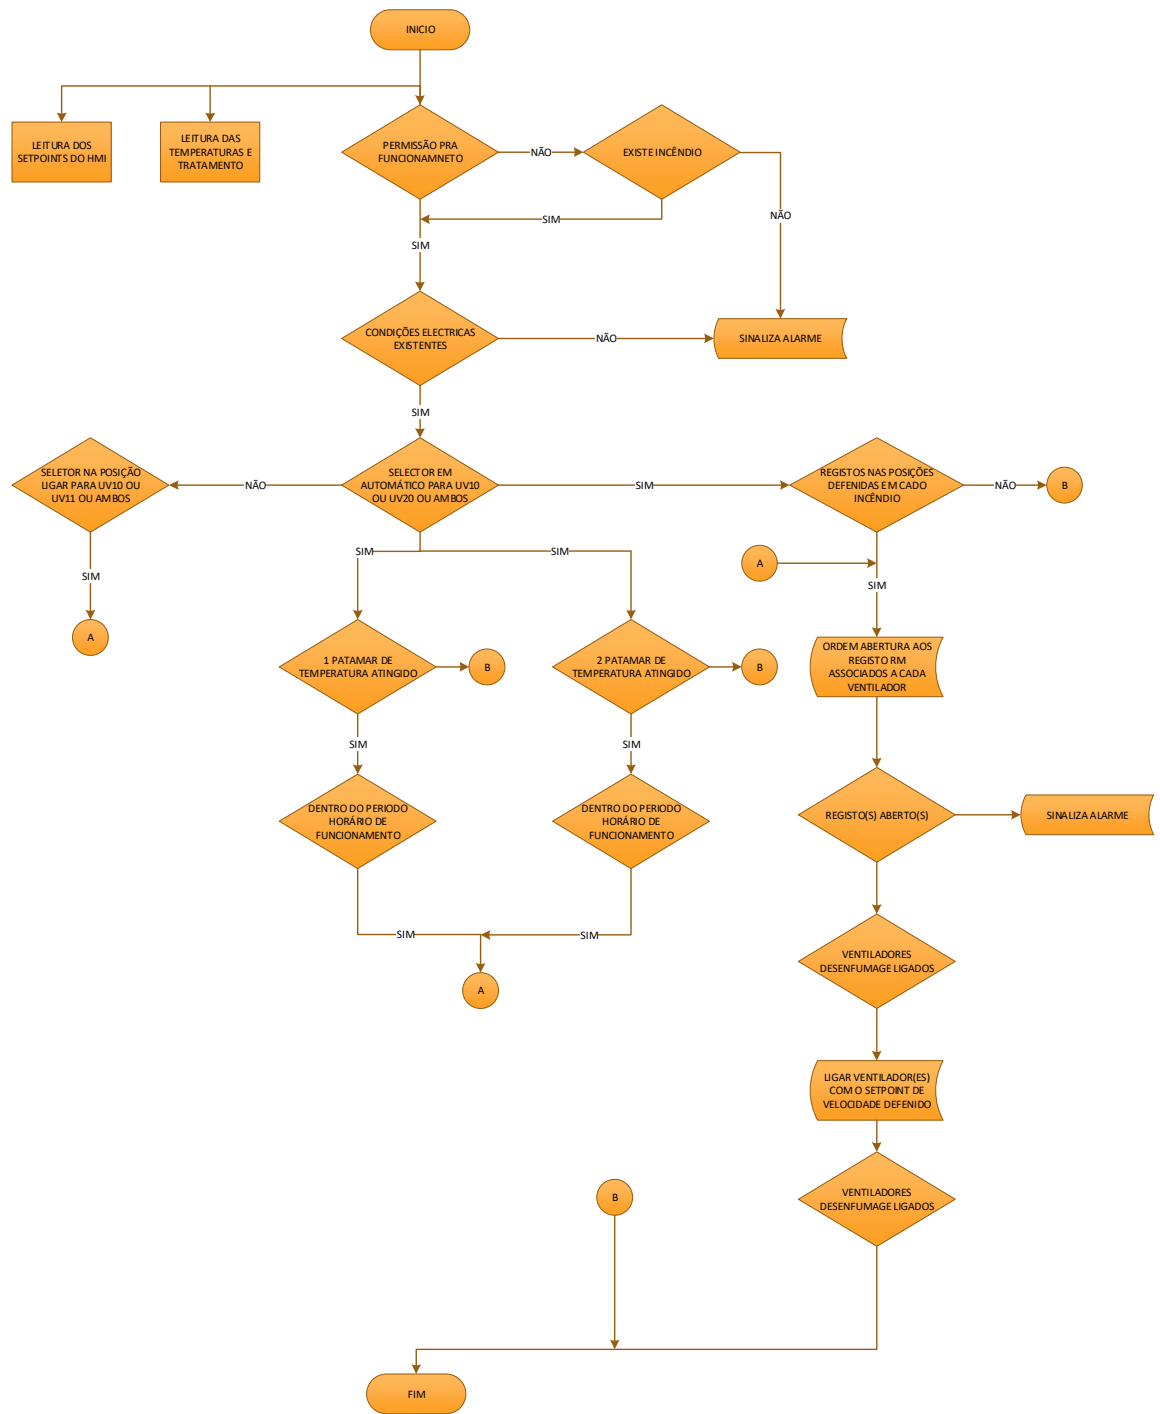 INICIO
LEITURA DOS
SETPOINTS DO HMI
LEITURA DAS
TEMPERATURAS E
TRATAMENTO
PERMISSÃO PRA
FUNCIONAMNETO
NÃO
EXISTE INCÊNDIO
NÃO
SIM
SIM
CONDIÇÕES ELECTRICAS
EXISTENTES
NÃO
SINALIZA ALARME
SIM
SELETOR NA POSIÇÃO
LIGAR PARA UV10 OU
UV11 OU AMBOS
NÃO
SELECTOR EM
AUTOMÁTICO PARA UV10
OU UV20 OU AMBOS
SIM
REGISTOS NAS POSIÇÕES
DEFENIDAS EM CADO
INCÊNDIO
NÃO
B
SIM
SIM
SIM
A
SIM
A
1 PATAMAR DE
TEMPERATURA ATINGIDO
B
2 PATAMAR DE
TEMPERATURA ATINGIDO
B
ORDEM ABERTURA AOS
REGISTO RM
ASSOCIADOS A CADA
VENTILADOR
SIM
SIM
DENTRO DO PERIODO
HORÁRIO DE
FUNCIONAMENTO
DENTRO DO PERIODO
HORÁRIO DE
FUNCIONAMENTO
REGISTO(S) ABERTO(S)
SINALIZA ALARME
SIM
SIM
A
VENTILADORES
DESENFUMAGE LIGADOS
LIGAR VENTILADOR(ES)
COM O SETPOINT DE
VELOCIDADE DEFENIDO
B
VENTILADORES
DESENFUMAGE LIGADOS
FIM